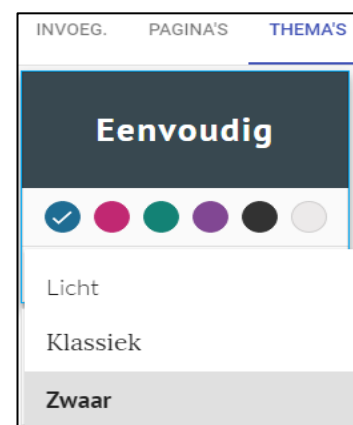 INVOEG. PAGINA'S THEMA'S
Eenvoudig
Licht
Klassiek
Zwaar